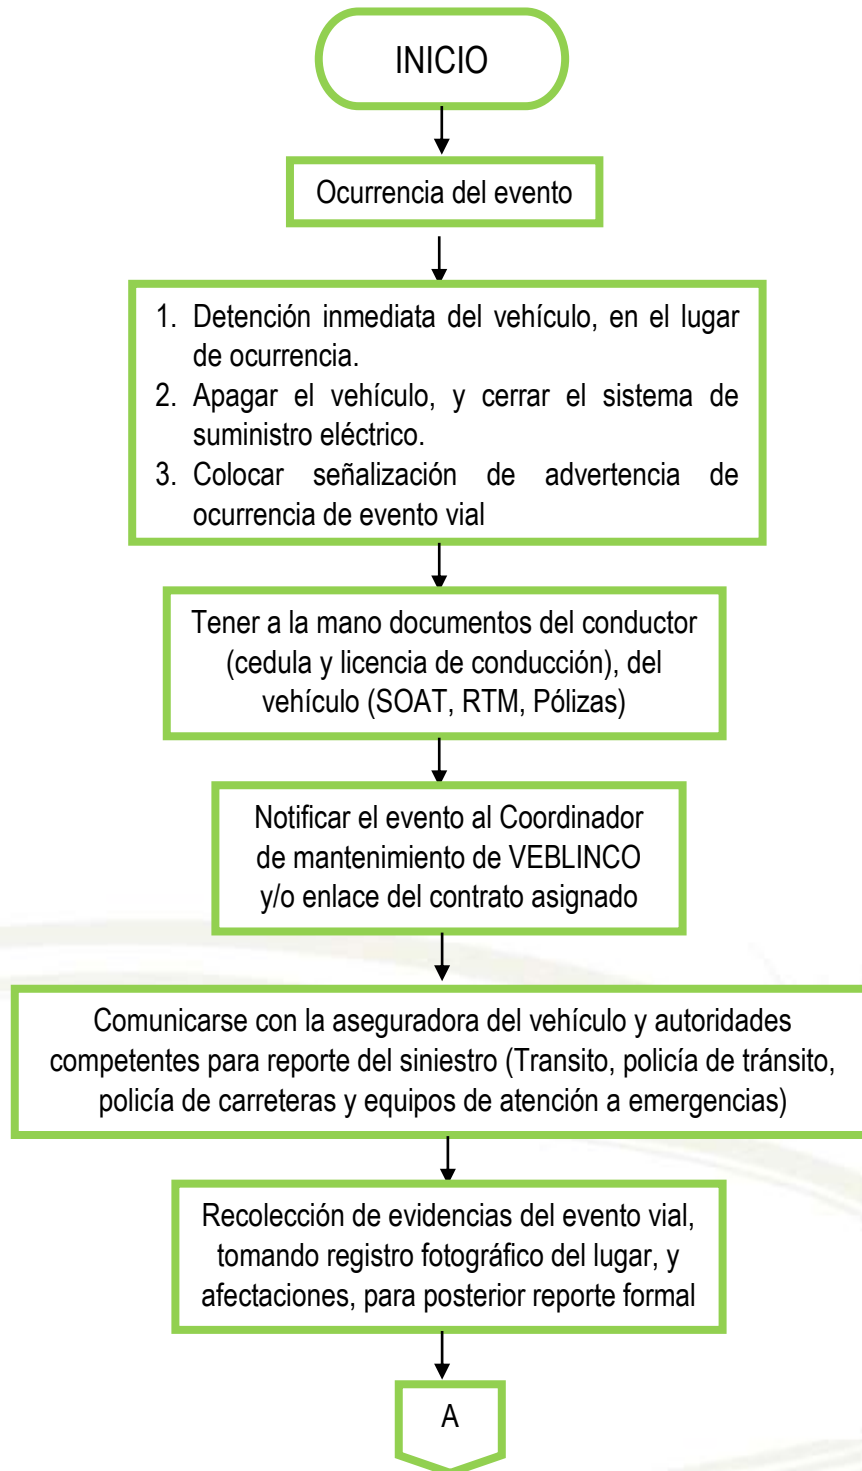 INICIO
Ocurrencia del evento
1. Detención inmediata del vehículo, en el lugar
de ocurrencia.
2. Apagar el vehículo, y cerrar el sistema de
suministro eléctrico.
3. Colocar señalización de advertencia de
ocurrencia de evento vial
Tener a la mano documentos del conductor
(cedula y licencia de conducción), del
vehículo (SOAT, RTM, Pólizas)
Notificar el evento al Coordinador
de mantenimiento de VEBLINCO
y/o enlace del contrato asignado
Comunicarse con la aseguradora del vehículo y autoridades
competentes para reporte del siniestro (Transito, policía de tránsito,
policía de carreteras y equipos de atención a emergencias)
Recolección de evidencias del evento vial,
tomando registro fotográfico del lugar, y
afectaciones, para posterior reporte formal
A